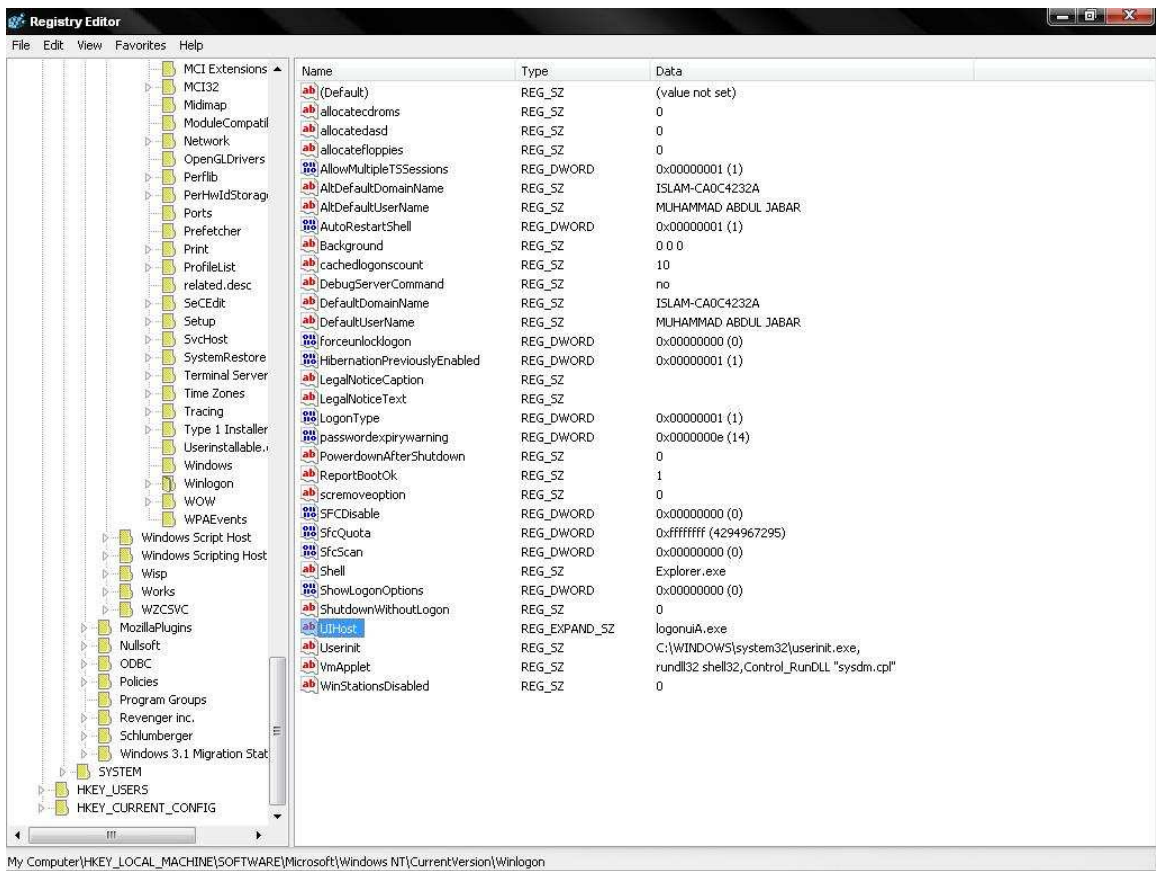 Registry Editor
File Edit View Favorites Help
MCI Extensions
MCI32
Midimap
ModuleCompatil
Network
OpenGLDrivers
Perflib
PerHwIdStorag
Ports
Prefetcher
Print
ProfileList
related.desc
SeCEdit
Setup
SvcHost
SystemRestore
Terminal Server
Time Zones
Tracing
Type 1 Installer
Userinstallable.
Windows
Winlogon
WOW
WPAEvents
Windows Script Host
Windows Scripting Host
Wisp
Works
WZCSVC
MozillaPlugins
Nullsoft
ODBC
Policies
Program Groups
Revenger inc.
Schlumberger
Windows 3.1 Migration Stat
SYSTEM
HKEY_USERS
HKEY_CURRENT_CONFIG
Name Type Data
(Default) REG_SZ (value not set)
allocatecdroms REG_SZ 0
allocatedasd REG_SZ 0
allocatefloppies REG_SZ 0
AllowMultipleTSSessions REG_DWORD 0x00000001 (1)
AltDefaultDomainName REG_SZ ISLAM-CA0C4232A
AltDefaultUserName REG_SZ MUHAMMAD ABDUL JABAR
AutoRestartShell REG_DWORD 0x00000001 (1)
Background REG_SZ 0 0 0
cachedlogonscount REG_SZ 10
DebugServerCommand REG_SZ no
DefaultDomainName REG_SZ ISLAM-CA0C4232A
DefaultUserName REG_SZ MUHAMMAD ABDUL JABAR
forceunlocklogon REG_DWORD 0x00000000 (0)
HibernationPreviouslyEnabled REG_DWORD 0x00000001 (1)
LegalNoticeCaption REG_SZ
LegalNoticeText REG_SZ
LogonType REG_DWORD 0x00000001 (1)
passwordexpirywarning REG_DWORD 0x0000000e (14)
PowerdownAfterShutdown REG_SZ 0
ReportBootOk REG_SZ 1
scremoveoption REG_SZ 0
SFCDisable REG_DWORD 0x00000000 (0)
SfcQuota REG_DWORD 0xffffffff (4294967295)
SfcScan REG_DWORD 0x00000000 (0)
Shell REG_SZ Explorer.exe
ShowLogonOptions REG_DWORD 0x00000000 (0)
ShutdownWithoutLogon REG_SZ 0
UIHost REG_EXPAND_SZ logonuiA.exe
Userinit REG_SZ C:\WINDOWS\system32\userinit.exe,
VmApplet REG_SZ rundll32 shell32,Control_RunDLL "sysdm.cpl"
WinStationsDisabled REG_SZ 0
My Computer\HKEY_LOCAL_MACHINE\SOFTWARE\Microsoft\Windows NT\CurrentVersion\Winlogon